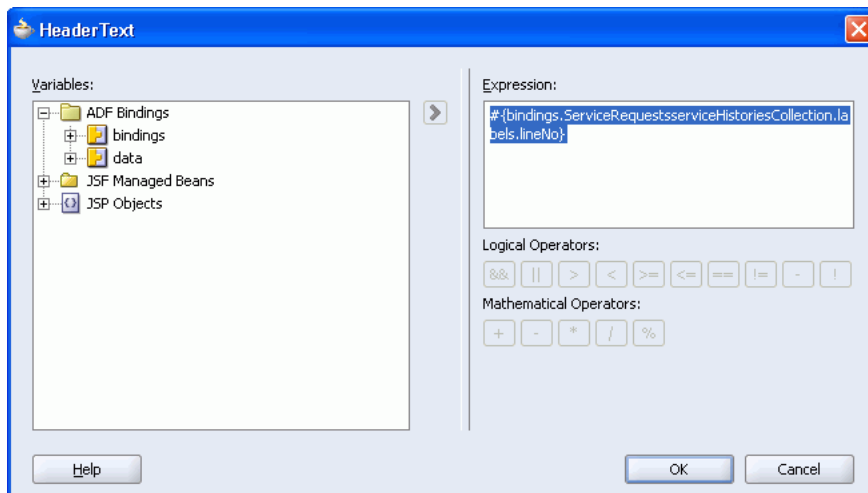 HeaderText
Variables:
ADF Bindings
bindings
data
JSF Managed Beans
JSP Objects
Expression:
#{bindings.ServiceRequestsserviceHistoriesCollection.la
bels.lineNo}
Logical Operators:
&& || > < >= <= == != - !
Mathematical Operators:
+ - * / %
Help
OK
Cancel